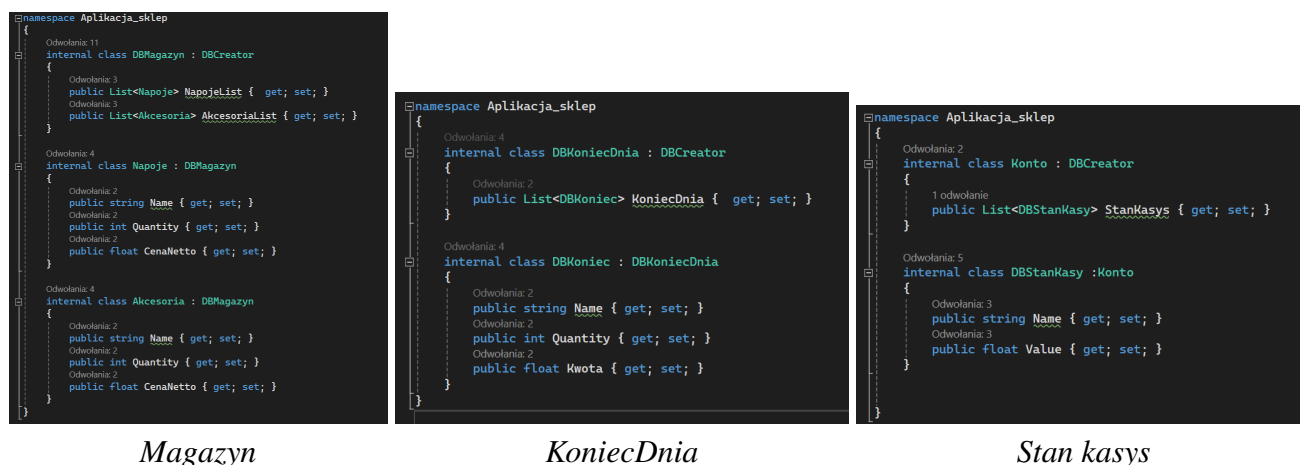 namespace Aplikacja_sklep
{
Odwołania: 11
internal class DBMagazyn : DBCreator
{
Odwołania: 3
public List<Napoje> NapojeList { get; set; }
Odwołania: 3
public List<Akcesoria> AkcesoriaList { get; set; }
}
Odwołania: 4
internal class Napoje : DBMagazyn
{
Odwołania: 2
public string Name { get; set; }
Odwołania: 2
public int Quantity { get; set; }
Odwołania: 2
public float CenaNetto { get; set; }
}
Odwołania: 4
internal class Akcesoria : DBMagazyn
{
Odwołania: 2
public string Name { get; set; }
Odwołania: 2
public int Quantity { get; set; }
Odwołania: 2
public float CenaNetto { get; set; }
}
}
Magazyn
namespace Aplikacja_sklep
{
Odwołania: 4
internal class DBKoniecDnia : DBCreator
{
Odwołania: 2
public List<DBKoniec> KoniecDnia { get; set; }
}
Odwołania: 4
internal class DBKoniec : DBKoniecDnia
{
Odwołania: 2
public string Name { get; set; }
Odwołania: 2
public int Quantity { get; set; }
Odwołania: 2
public float Kwota { get; set; }
}
}
KoniecDnia
namespace Aplikacja_sklep
{
Odwołania: 2
internal class Konto : DBCreator
{
1 odwołanie
public List<DBStanKasy> StanKasys { get; set; }
}
Odwołania: 5
internal class DBStanKasy :Konto
{
Odwołania: 3
public string Name { get; set; }
Odwołania: 3
public float Value { get; set; }
}
}
Stan kasys